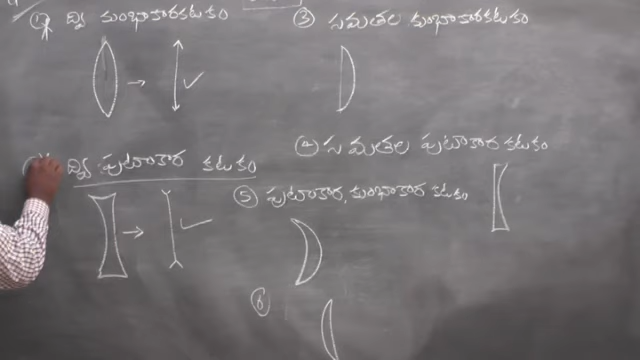 ① ద్వి కుంభాకారకటకం
② ద్వి పుటాకార కటకం
③ సమతల కుంభాకారకటకం
④ సమతల పుటాకార కటకం
⑤ పుటాకార, కుంభాకార కటకం
⑥